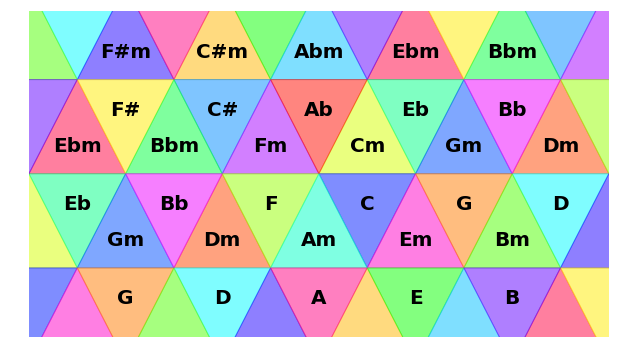 F#m C#m Abm Ebm Bbm
F# C# Ab Eb Bb
Ebm Bbm Fm Cm Gm Dm
Eb Bb F C G D
Gm Dm Am Em Bm
G D A E B